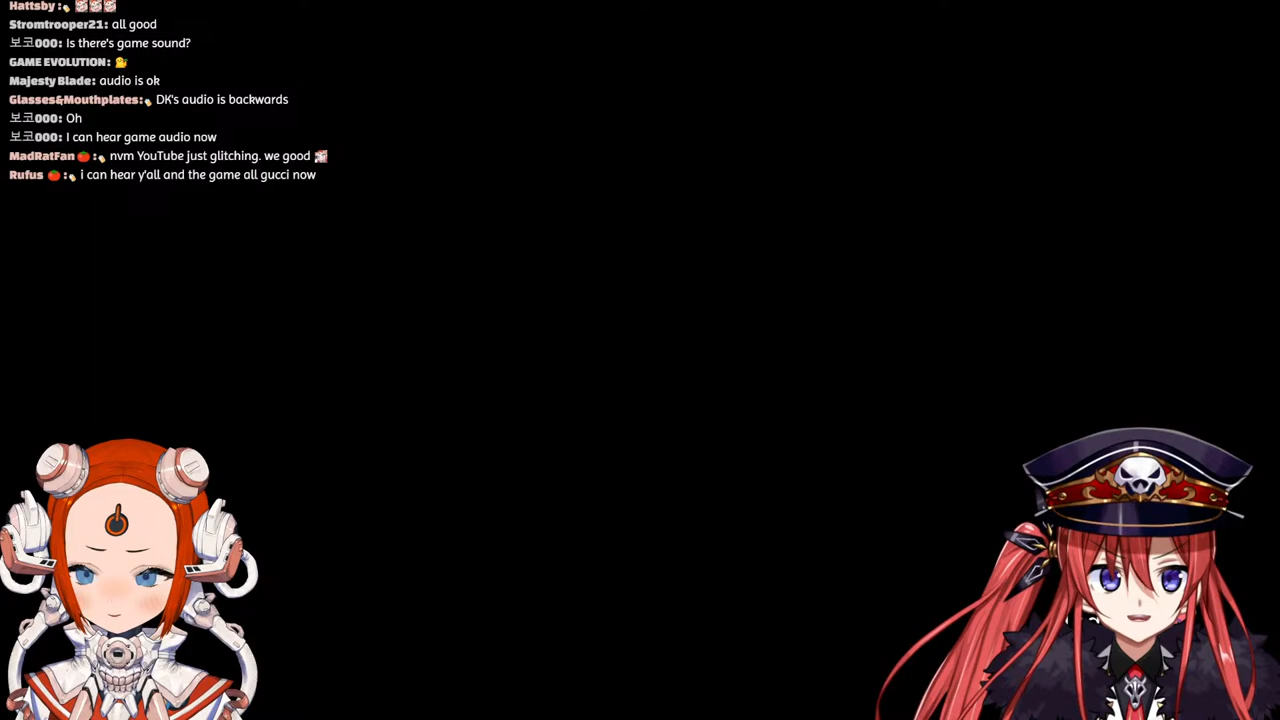 Hattsby :
Stromtrooper21: all good
보코000: Is there's game sound?
GAME EVOLUTION:
Majesty Blade: audio is ok
Glasses&Mouthplates: DK's audio is backwards
보코000: Oh
보코000: I can hear game audio now
MadRatFan : nvm YouTube just glitching. we good
Rufus : i can hear y'all and the game all gucci now